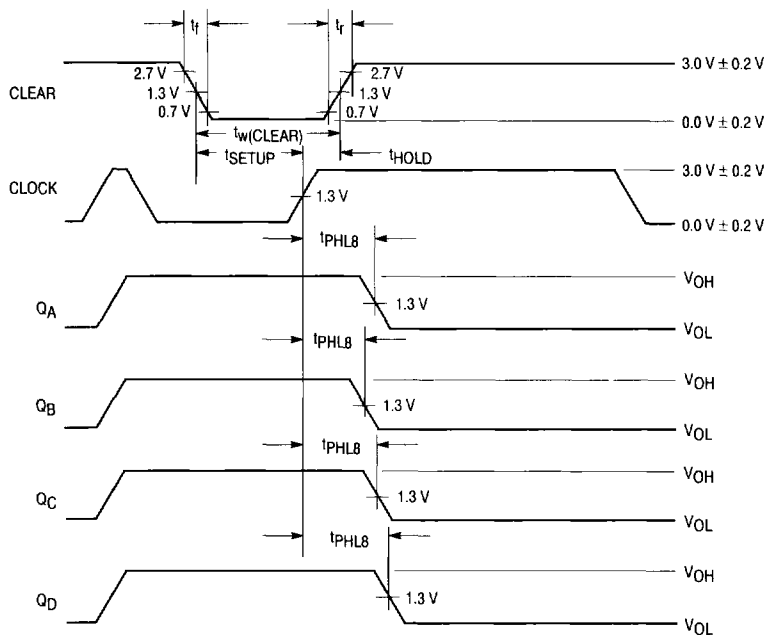 tf tr
2.7 V 2.7 V 3.0 V ± 0.2 V
CLEAR 1.3 V 1.3 V
0.7 V 0.7 V
tw(CLEAR) 0.0 V ± 0.2 V
tSETUP tHOLD
CLOCK 3.0 V ± 0.2 V
1.3 V
0.0 V ± 0.2 V
tPHL8
VOH
QA 1.3 V
VOL
tPHL8
VOH
QB 1.3 V
VOL
tPHL8
VOH
QC 1.3 V
VOL
tPHL8
VOH
QD 1.3 V
VOL